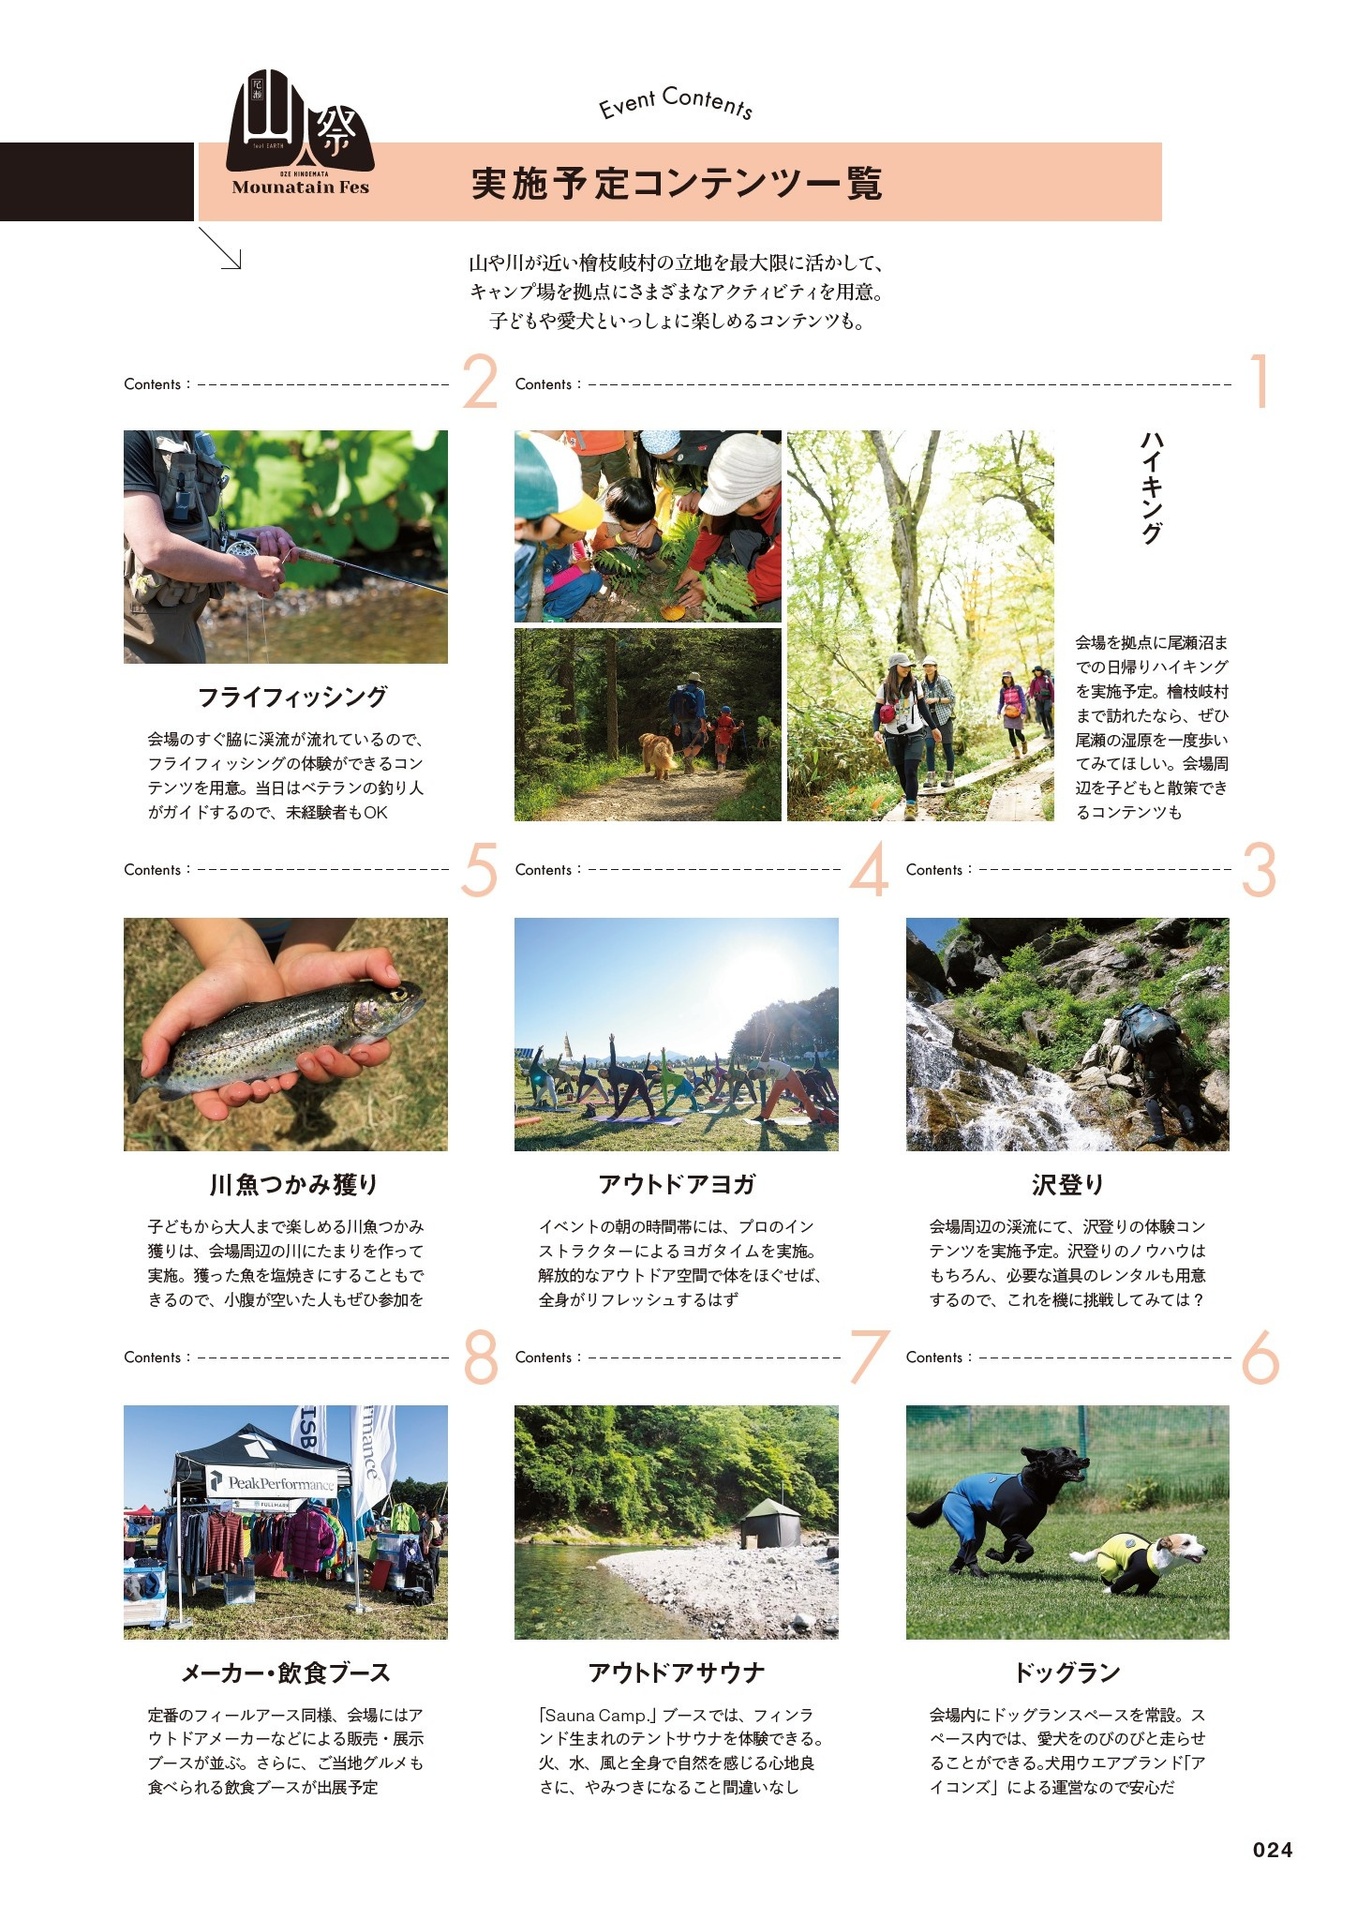 尾瀬
山祭
feel EARTH
OZE HINOEMATA
Mounatain Fes
Event Contents
実施予定コンテンツ一覧
山や川が近い檜枝岐村の立地を最大限に活かして、
キャンプ場を拠点にさまざまなアクティビティを用意。
子どもや愛犬といっしょに楽しめるコンテンツも。
Contents： 1
ハイキング
会場を拠点に尾瀬沼ま
での日帰りハイキング
を実施予定。檜枝岐村
まで訪れたなら、ぜひ
尾瀬の湿原を一度歩い
てみてほしい。会場周
辺を子どもと散策でき
るコンテンツも
Contents： 2
フライフィッシング
会場のすぐ脇に渓流が流れているので、
フライフィッシングの体験ができるコン
テンツを用意。当日はベテランの釣り人
がガイドするので、未経験者もOK
Contents： 3
沢登り
会場周辺の渓流にて、沢登りの体験コン
テンツを実施予定。沢登りのノウハウは
もちろん、必要な道具のレンタルも用意
するので、これを機に挑戦してみては？
Contents： 4
アウトドアヨガ
イベントの朝の時間帯には、プロのイン
ストラクターによるヨガタイムを実施。
解放的なアウトドア空間で体をほぐせば、
全身がリフレッシュするはず
Contents： 5
川魚つかみ獲り
子どもから大人まで楽しめる川魚つかみ
獲りは、会場周辺の川にたまりを作って
実施。獲った魚を塩焼きにすることもで
きるので、小腹が空いた人もぜひ参加を
Contents： 6
ドッグラン
会場内にドッグランスペースを常設。ス
ペース内では、愛犬をのびのびと走らせ
ることができる。犬用ウエアブランド「ア
イコンズ」による運営なので安心だ
Contents： 7
アウトドアサウナ
「Sauna Camp.」ブースでは、フィンラ
ンド生まれのテントサウナを体験できる。
火、水、風と全身で自然を感じる心地良
さに、やみつきになること間違いなし
Contents： 8
ISB
rmance
PeakPerformance
FULLMARK
メーカー・飲食ブース
定番のフィールアース同様、会場にはア
ウトドアメーカーなどによる販売・展示
ブースが並ぶ。さらに、ご当地グルメも
食べられる飲食ブースが出展予定
024